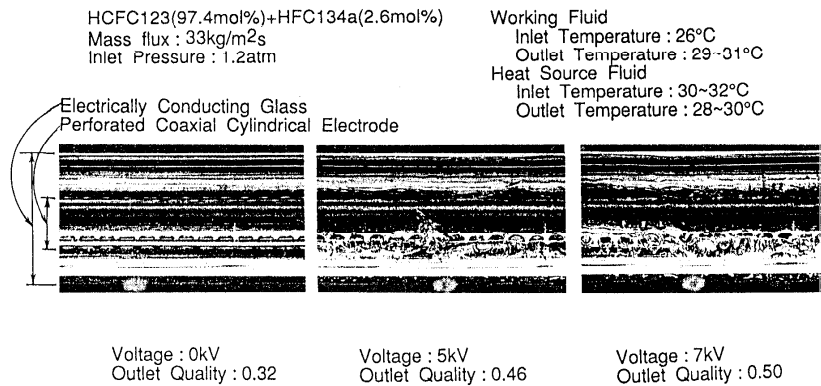 HCFC123(97.4mol%)+HFC134a(2.6mol%)
Mass flux : 33kg/m2s
Inlet Pressure : 1.2atm
Working Fluid
Inlet Temperature : 26°C
Outlet Temperature : 29~31°C
Heat Source Fluid
Inlet Temperature : 30~32°C
Outlet Temperature : 28~30°C
Electrically Conducting Glass
Perforated Coaxial Cylindrical Electrode
Voltage : 0kV
Outlet Quality : 0.32
Voltage : 5kV
Outlet Quality : 0.46
Voltage : 7kV
Outlet Quality : 0.50